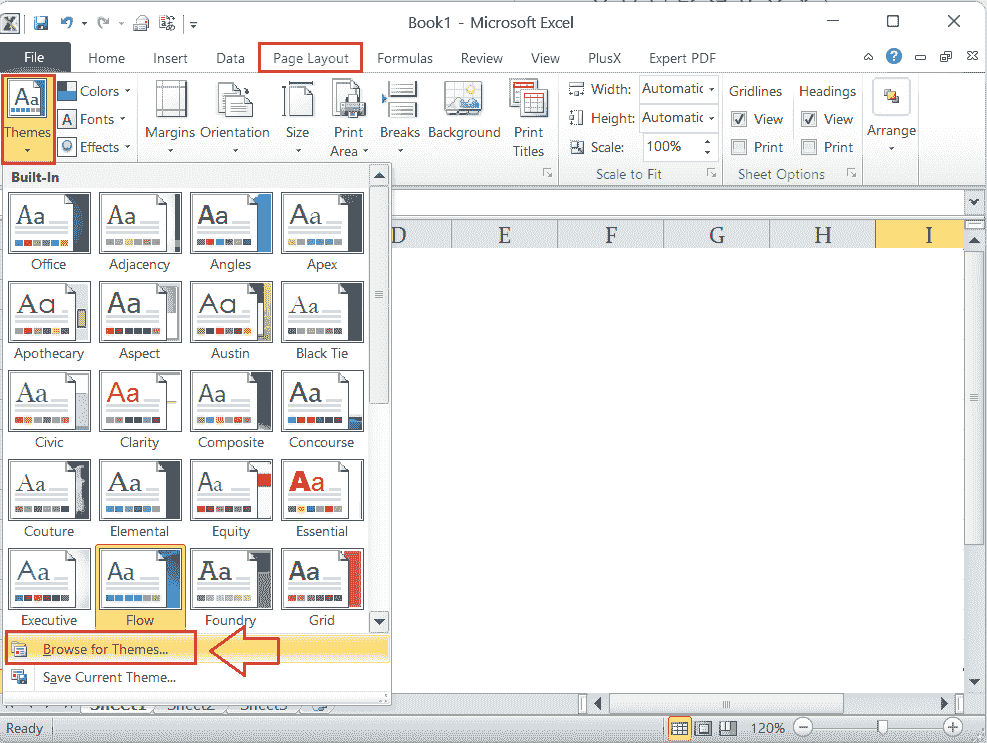 Book1 - Microsoft Excel
File Home Insert Data Page Layout Formulas Review View PlusX Expert PDF
Themes
Colors
Fonts
Effects
Margins
Orientation
Size
Print
Area
Breaks
Background
Print
Titles
Width: Automatic
Height: Automatic
Scale: 100%
Scale to Fit
Gridlines
View
Print
Headings
View
Print
Sheet Options
Arrange
Built-In
Aa Aa Aa Aa
Office Adjacency Angles Apex
Aa Aa Aa Aa
Apothecary Aspect Austin Black Tie
Aa Aa Aa Aa
Civic Clarity Composite Concourse
Aa Aa Aa Aa
Couture Elemental Equity Essential
Aa Aa Aa Aa
Executive Flow Foundry Grid
Browse for Themes...
Save Current Theme...
D E F G H I
Sheet1 Sheet2 Sheet3
Ready
120%